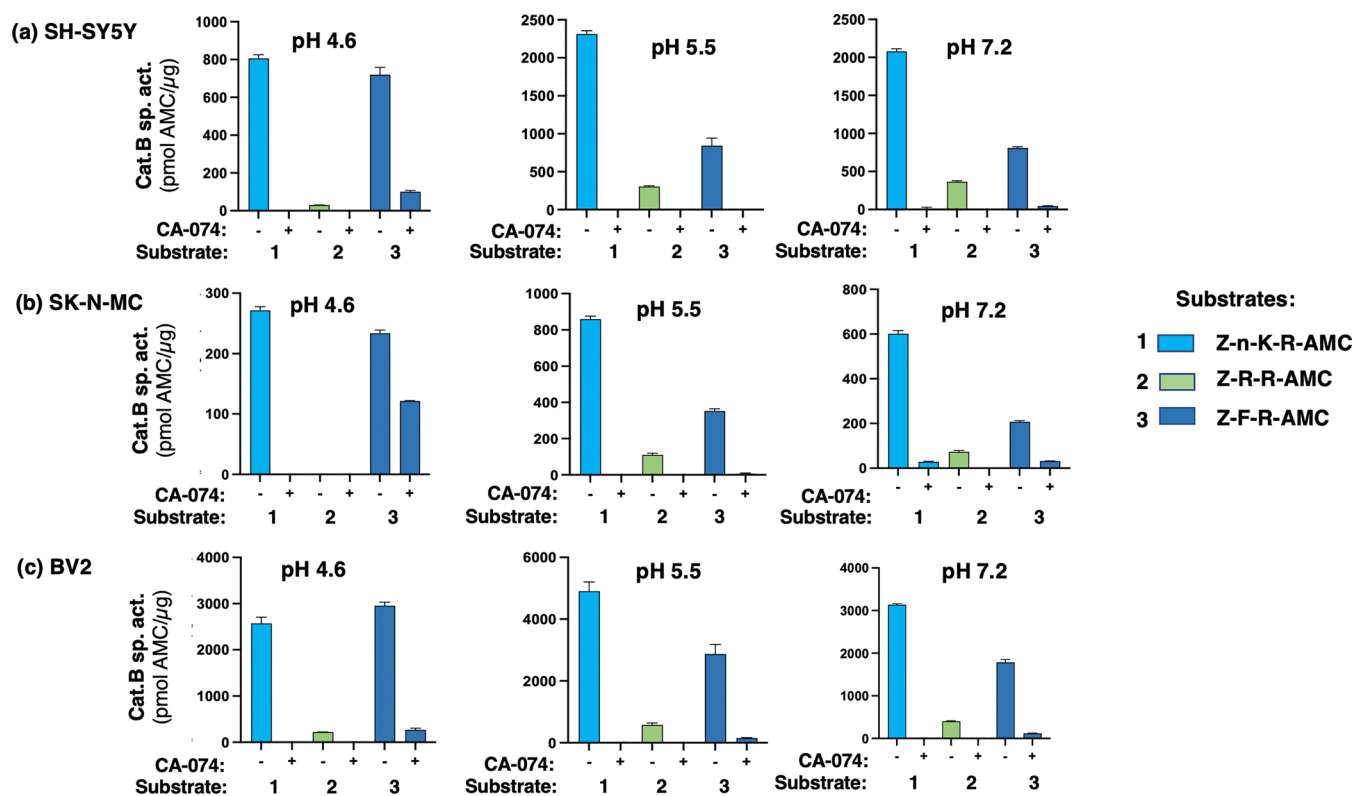 (a) SH-SY5Y
Cat.B sp. act.
(pmol AMC/µg)
1000
800
600
400
200
0
pH 4.6
2500
2000
1500
1000
500
0
pH 5.5
2500
2000
1500
1000
500
0
pH 7.2
CA-074: - + - + - +
Substrate: 1 2 3
CA-074: - + - + - +
Substrate: 1 2 3
CA-074: - + - + - +
Substrate: 1 2 3
(b) SK-N-MC
Cat.B sp. act.
(pmol AMC/µg)
300
200
100
0
pH 4.6
1000
800
600
400
200
0
pH 5.5
800
600
400
200
0
pH 7.2
CA-074: - + - + - +
Substrate: 1 2 3
CA-074: - + - + - +
Substrate: 1 2 3
CA-074: - + - + - +
Substrate: 1 2 3
Substrates:
1 Z-n-K-R-AMC
2 Z-R-R-AMC
3 Z-F-R-AMC
(c) BV2
Cat.B sp. act.
(pmol AMC/µg)
4000
3000
2000
1000
0
pH 4.6
6000
4000
2000
0
pH 5.5
4000
3000
2000
1000
0
pH 7.2
CA-074: - + - + - +
Substrate: 1 2 3
CA-074: - + - + - +
Substrate: 1 2 3
CA-074: - + - + - +
Substrate: 1 2 3